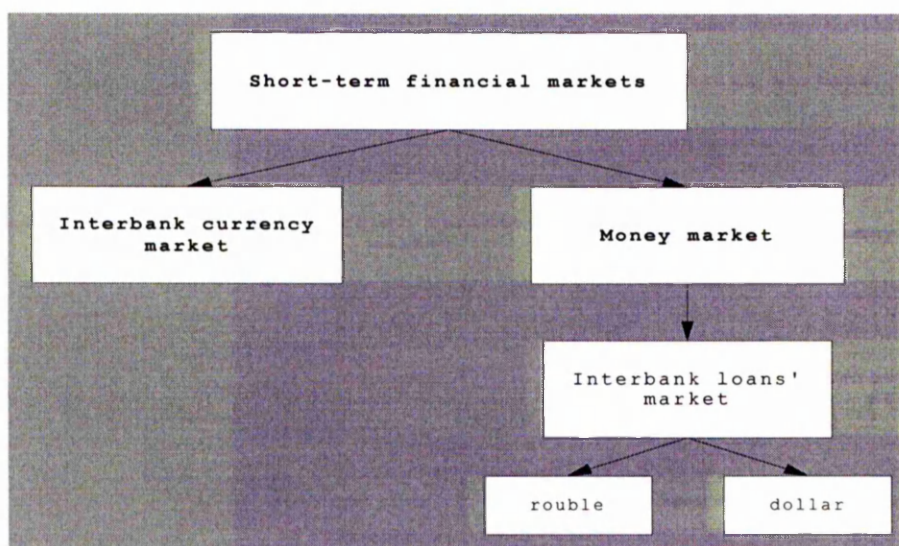 Short-term financial markets
Interbank currency
market
Money market
Interbank loans'
market
rouble
dollar